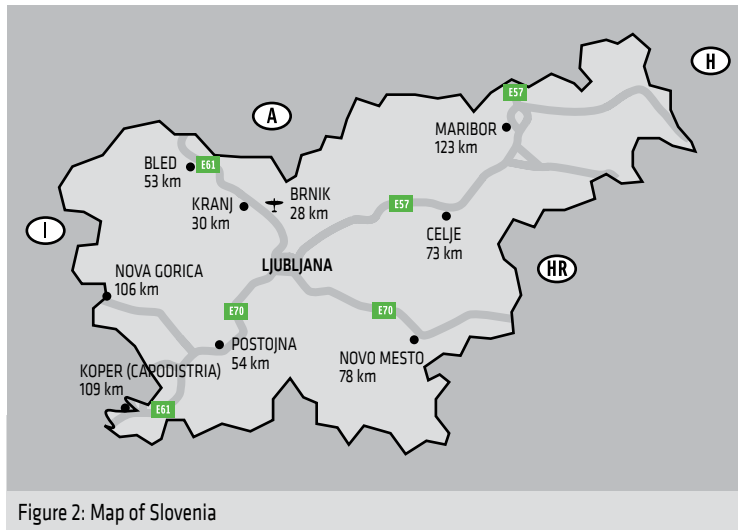 H
E57
A
MARIBOR
123 km
BLED
53 km
E61
KRANJ
30 km
BRNIK
28 km
E57
I
CELJE
73 km
LJUBLJANA
HR
NOVA GORICA
106 km
E70
E70
POSTOJNA
54 km
NOVO MESTO
78 km
KOPER (CAPODISTRIA)
109 km
E61
Figure 2: Map of Slovenia